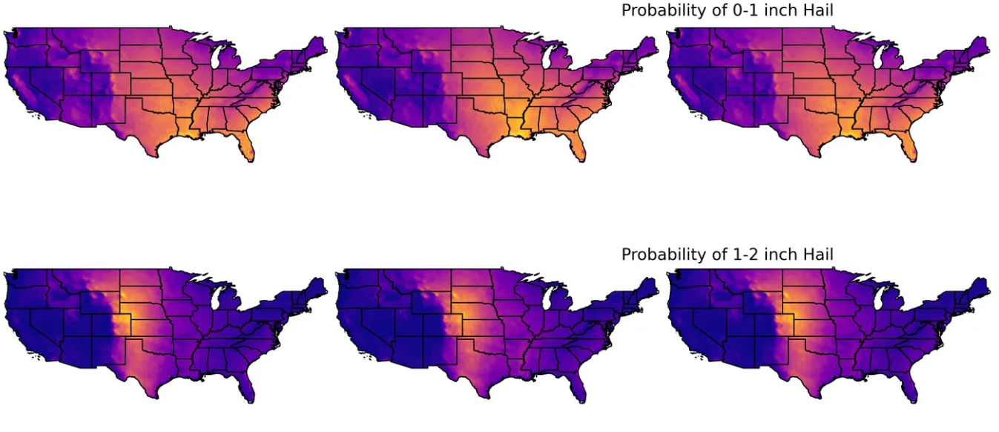 Probability of 0-1 inch Hail
Probability of 1-2 inch Hail